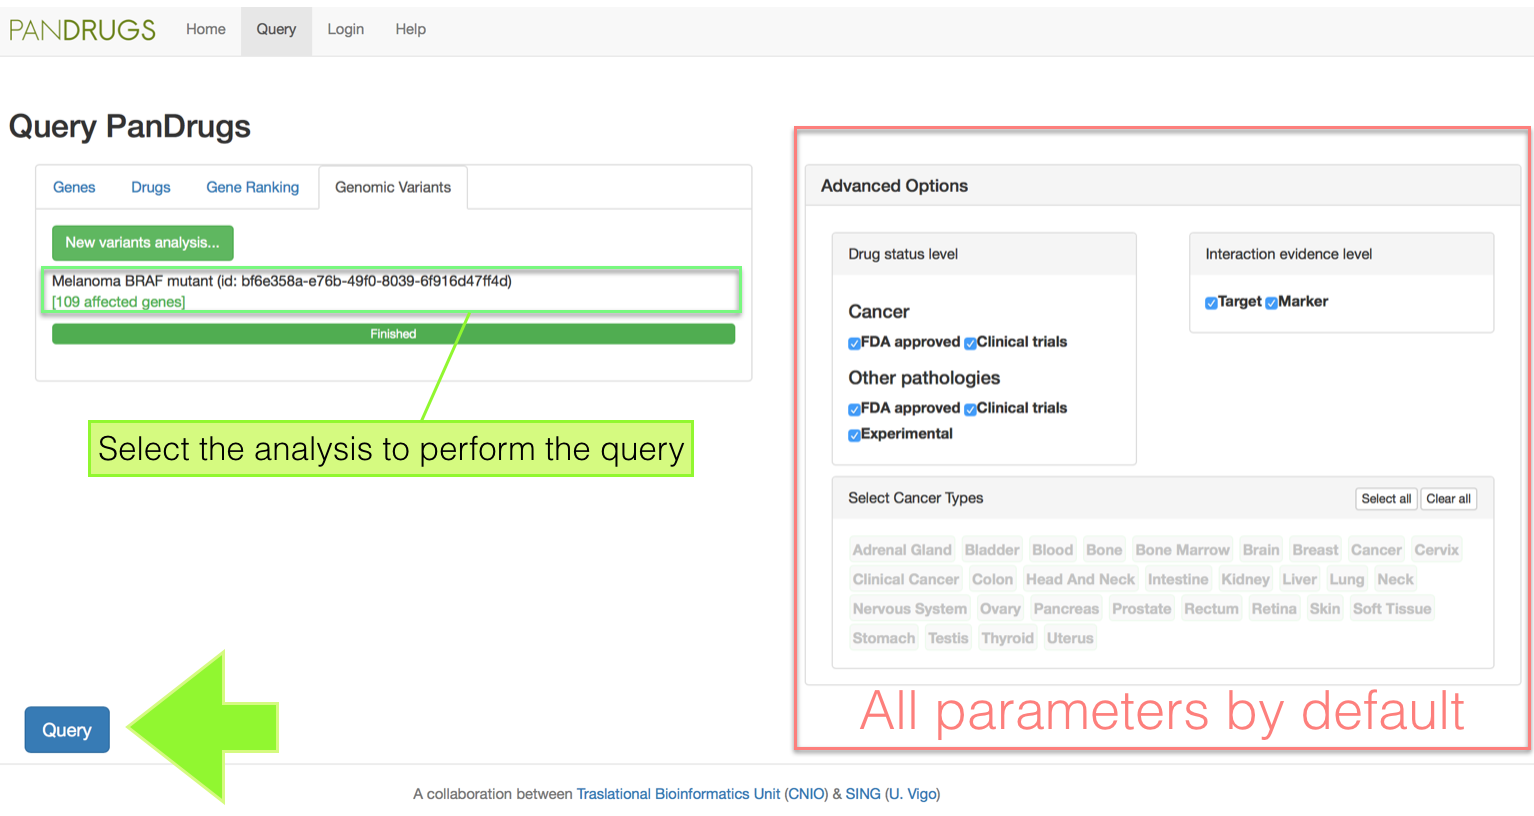 PANDRUGS Home Query Login Help
Query PanDrugs
Genes Drugs Gene Ranking Genomic Variants
New variants analysis...
Melanoma BRAF mutant (id: bf6e358a-e76b-49f0-8039-6f916d47ff4d)
[109 affected genes]
Finished
Select the analysis to perform the query
Query
Advanced Options
Drug status level
Cancer
FDA approved Clinical trials
Other pathologies
FDA approved Clinical trials
Experimental
Interaction evidence level
Target Marker
Select Cancer Types Select all Clear all
Adrenal Gland Bladder Blood Bone Bone Marrow Brain Breast Cancer Cervix
Clinical Cancer Colon Head And Neck Intestine Kidney Liver Lung Neck
Nervous System Ovary Pancreas Prostate Rectum Retina Skin Soft Tissue
Stomach Testis Thyroid Uterus
All parameters by default
A collaboration between Traslational Bioinformatics Unit (CNIO) & SING (U. Vigo)